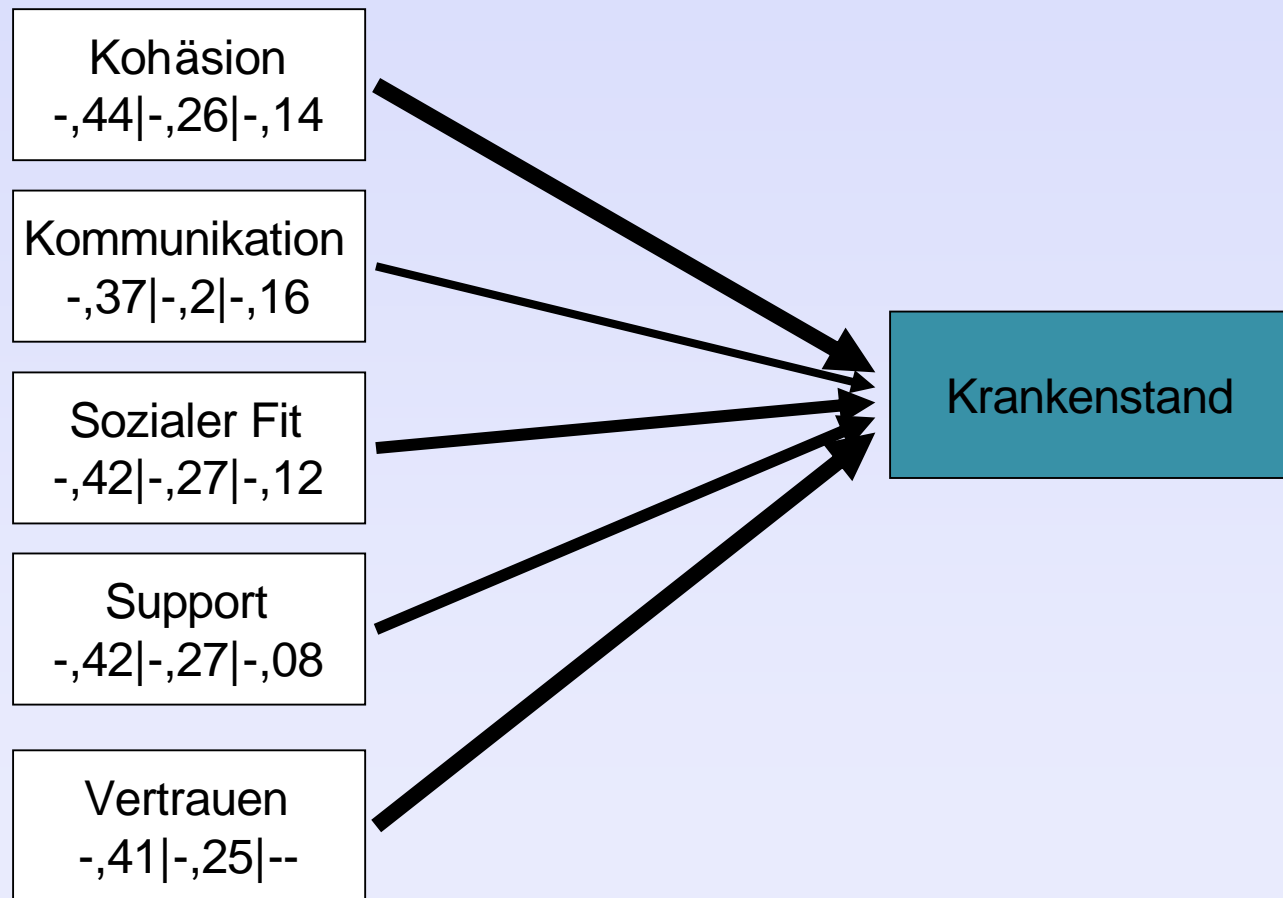 Kohäsion
-,44|-,26|-,14
Kommunikation
-,37|-,2|-,16
Sozialer Fit
-,42|-,27|-,12
Support
-,42|-,27|-,08
Vertrauen
-,41|-,25|--
Krankenstand